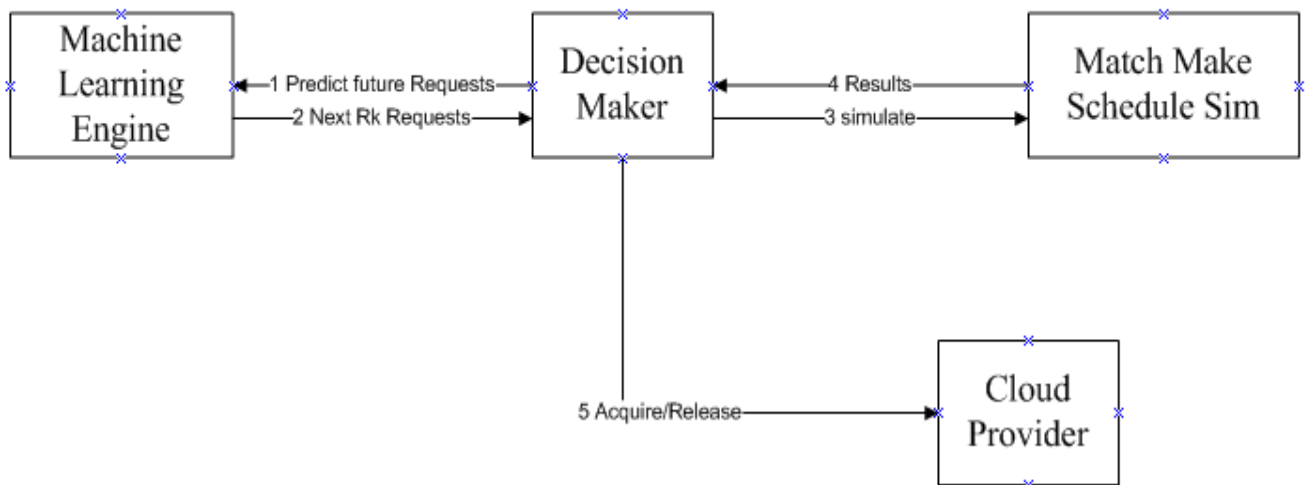 Machine
Learning
Engine
1 Predict future Requests
2 Next Rk Requests
Decision
Maker
4 Results
3 simulate
Match Make
Schedule Sim
5 Acquire/Release
Cloud
Provider